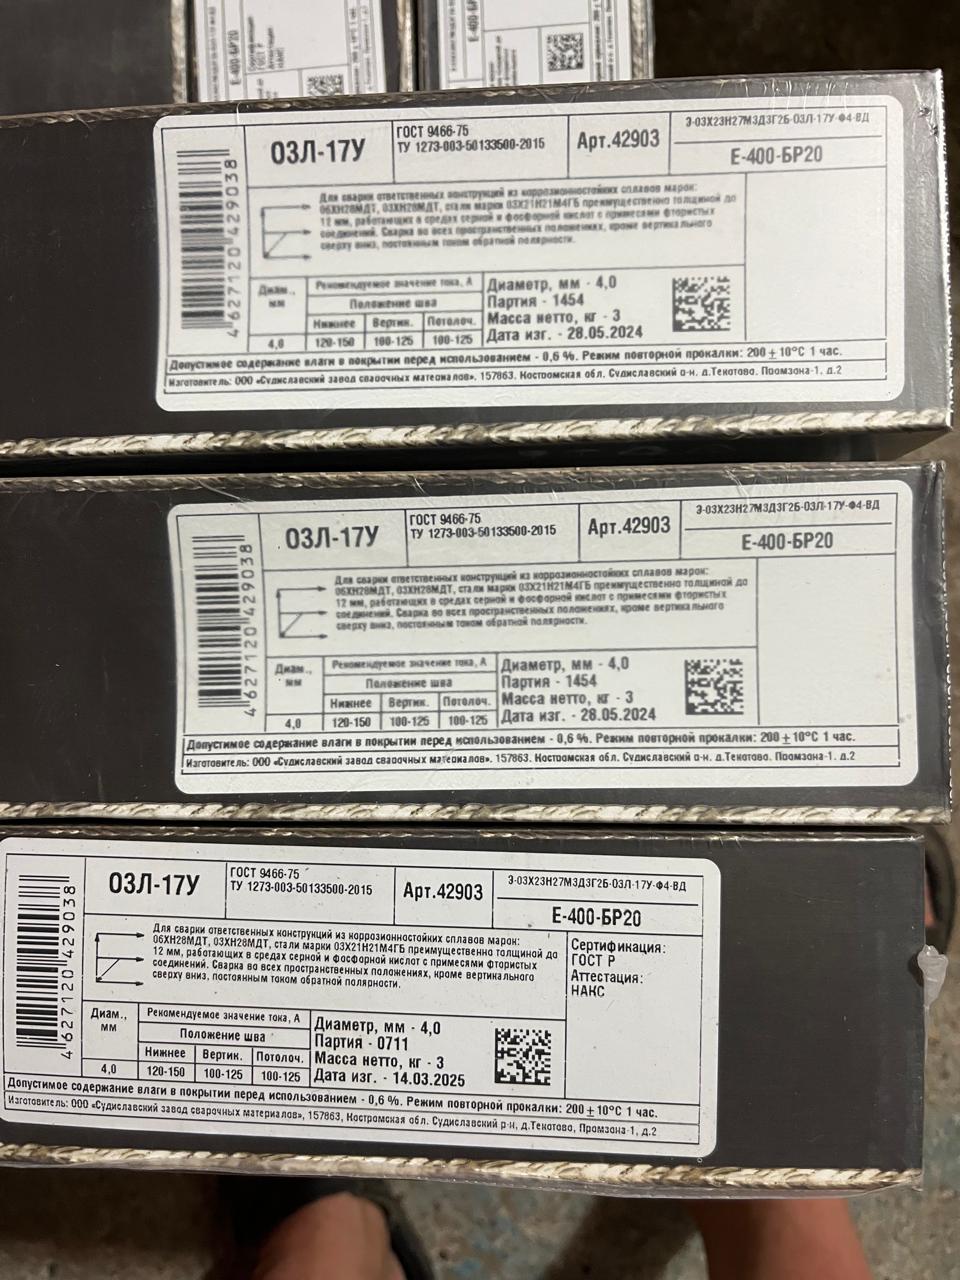 Е-400-БР20
Сертификация:
ГОСТ Р
Аттестация:
НАКС
Е-400-БР
ОЗЛ-17У
ГОСТ 9466-75
ТУ 1273-003-50133500-2015
Арт.42903
Э-03Х23Н27М3Д3Г2Б-ОЗЛ-17У-Ф4-ВД
Е-400-БР20
Для сварки ответственных конструкций из коррозионностойких сплавов марок:
06ХН28МДТ, 03ХН28МДТ, стали марки 03Х21Н21М4ГБ преимущественно толщиной до
12 мм, работающих в средах серной и фосфорной кислот с примесями фтористых
соединений. Сварка во всех пространственных положениях, кроме вертикального
сверху вниз, постоянным током обратной полярности.
4 627120 429038
Диам., мм
Рекомендуемое значение тока, А
Положение шва
Нижнее Вертик. Потолоч.
4,0 120-150 100-125 100-125
Диаметр, мм - 4,0
Партия - 1454
Масса нетто, кг - 3
Дата изг. - 28.05.2024
Допустимое содержание влаги в покрытии перед использованием - 0,6 %. Режим повторной прокалки: 200 ± 10°С 1 час.
Изготовитель: ООО «Судиславский завод сварочных материалов», 157863, Костромская обл. Судиславский р-н, д.Текотово, Промзона-1, д.2
ОЗЛ-17У
ГОСТ 9466-75
ТУ 1273-003-50133500-2015
Арт.42903
Э-03Х23Н27М3Д3Г2Б-ОЗЛ-17У-Ф4-ВД
Е-400-БР20
Для сварки ответственных конструкций из коррозионностойких сплавов марок:
06ХН28МДТ, 03ХН28МДТ, стали марки 03Х21Н21М4ГБ преимущественно толщиной до
12 мм, работающих в средах серной и фосфорной кислот с примесями фтористых
соединений. Сварка во всех пространственных положениях, кроме вертикального
сверху вниз, постоянным током обратной полярности.
4 627120 429038
Диам., мм
Рекомендуемое значение тока, А
Положение шва
Нижнее Вертик. Потолоч.
4,0 120-150 100-125 100-125
Диаметр, мм - 4,0
Партия - 1454
Масса нетто, кг - 3
Дата изг. - 28.05.2024
Допустимое содержание влаги в покрытии перед использованием - 0,6 %. Режим повторной прокалки: 200 ± 10°С 1 час.
Изготовитель: ООО «Судиславский завод сварочных материалов», 157863, Костромская обл. Судиславский р-н, д.Текотово, Промзона-1, д.2
ОЗЛ-17У
ГОСТ 9466-75
ТУ 1273-003-50133500-2015
Арт.42903
Э-03Х23Н27М3Д3Г2Б-ОЗЛ-17У-Ф4-ВД
Е-400-БР20
Для сварки ответственных конструкций из коррозионностойких сплавов марок:
06ХН28МДТ, 03ХН28МДТ, стали марки 03Х21Н21М4ГБ преимущественно толщиной до
12 мм, работающих в средах серной и фосфорной кислот с примесями фтористых
соединений. Сварка во всех пространственных положениях, кроме вертикального
сверху вниз, постоянным током обратной полярности.
Сертификация:
ГОСТ Р
Аттестация:
НАКС
4 627120 429038
Диам., мм
Рекомендуемое значение тока, А
Положение шва
Нижнее Вертик. Потолоч.
4,0 120-150 100-125 100-125
Диаметр, мм - 4,0
Партия - 0711
Масса нетто, кг - 3
Дата изг. - 14.03.2025
Допустимое содержание влаги в покрытии перед использованием - 0,6 %. Режим повторной прокалки: 200 ± 10°С 1 час.
Изготовитель: ООО «Судиславский завод сварочных материалов», 157863, Костромская обл. Судиславский р-н, д.Текотово, Промзона-1, д.2